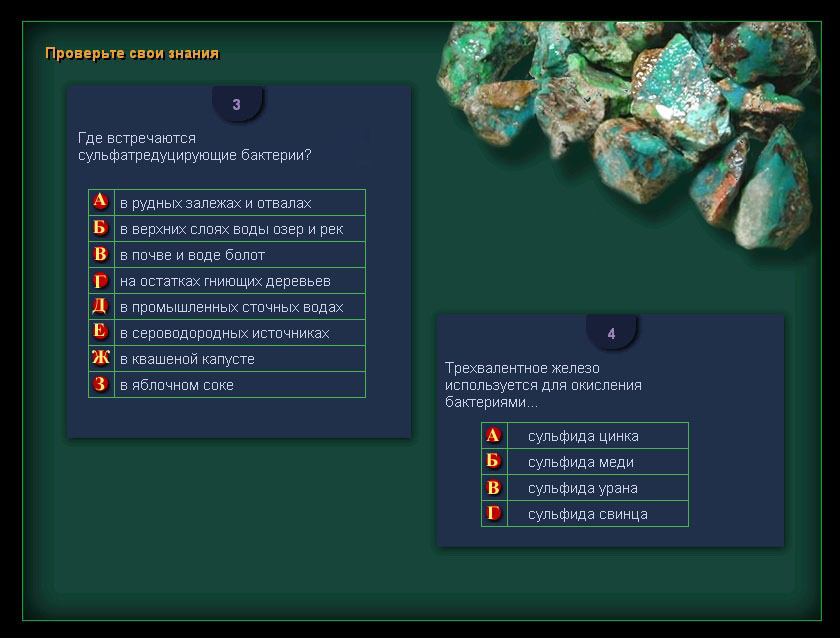 Проверьте свои знания
3
Где встречаются
сульфатредуцирующие бактерии?
А в рудных залежах и отвалах
Б в верхних слоях воды озер и рек
В в почве и воде болот
Г на остатках гниющих деревьев
Д в промышленных сточных водах
Е в сероводородных источниках
Ж в квашеной капусте
З в яблочном соке
4
Трехвалентное железо
используется для окисления
бактериями...
А сульфида цинка
Б сульфида меди
В сульфида урана
Г сульфида свинца